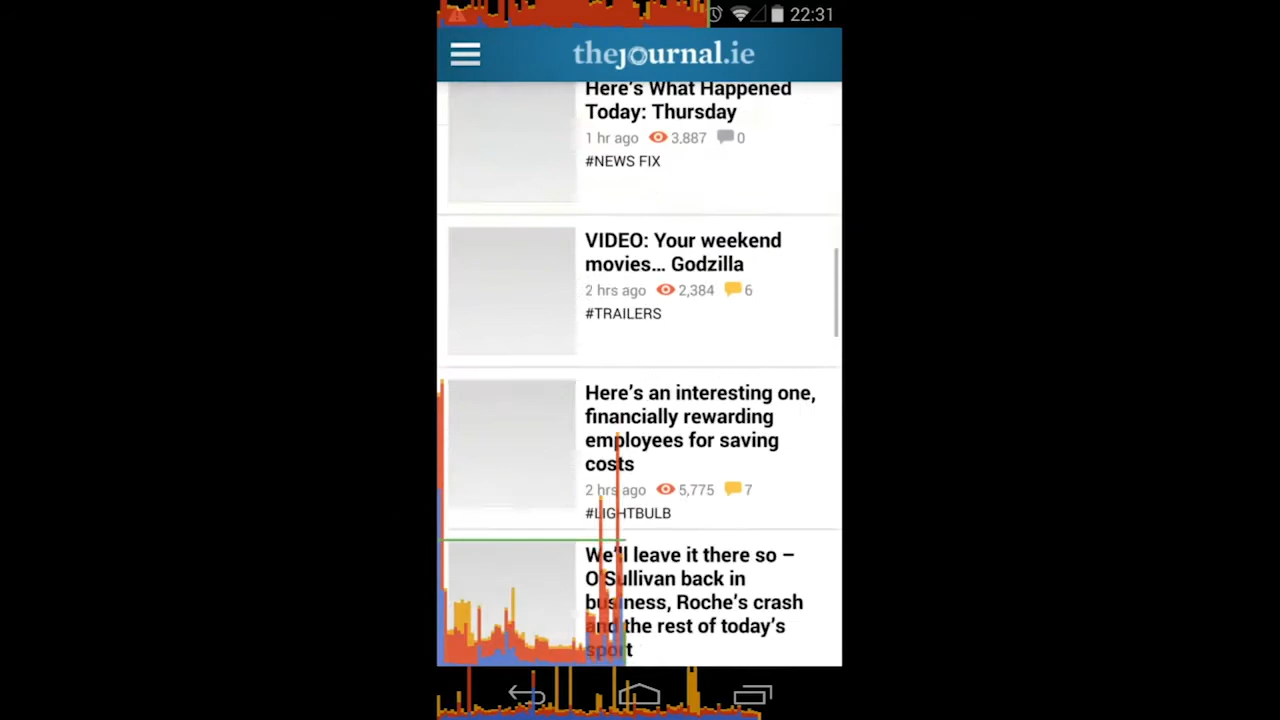 22:31
thejournal.ie
Here's What Happened
Today: Thursday
1 hr ago 3,887 0
#NEWS FIX
VIDEO: Your weekend
movies... Godzilla
2 hrs ago 2,384 6
#TRAILERS
Here's an interesting one,
financially rewarding
employees for saving
costs
2 hrs ago 5,775 7
#LIGHTBULB
We'll leave it there so –
O'Sullivan back in
business, Roche's crash
and the rest of today's
sport